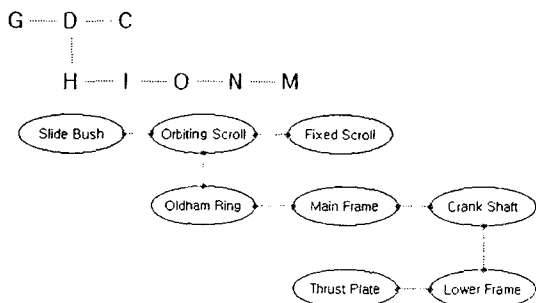 G D C
H I O N M
Slide Bush Orbiting Scroll Fixed Scroll
Oldham Ring Main Frame Crank Shaft
Thrust Plate Lower Frame